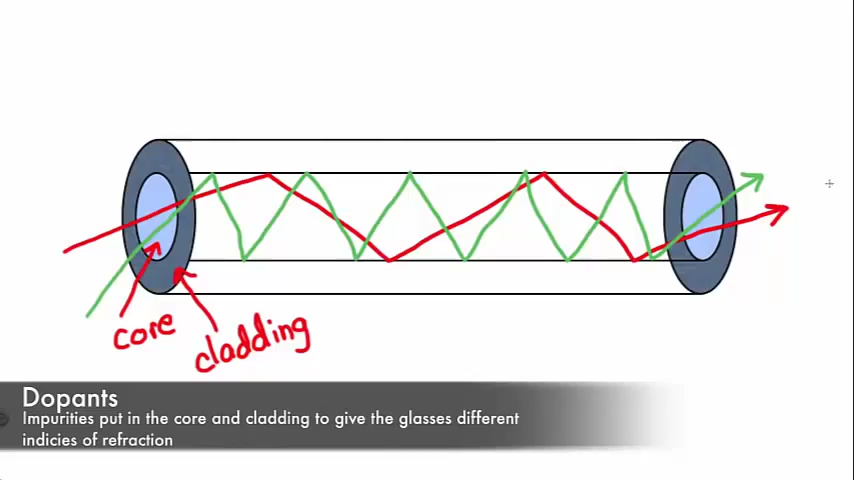 core
cladding
Dopants
Impurities put in the core and cladding to give the glasses different
indicies of refraction